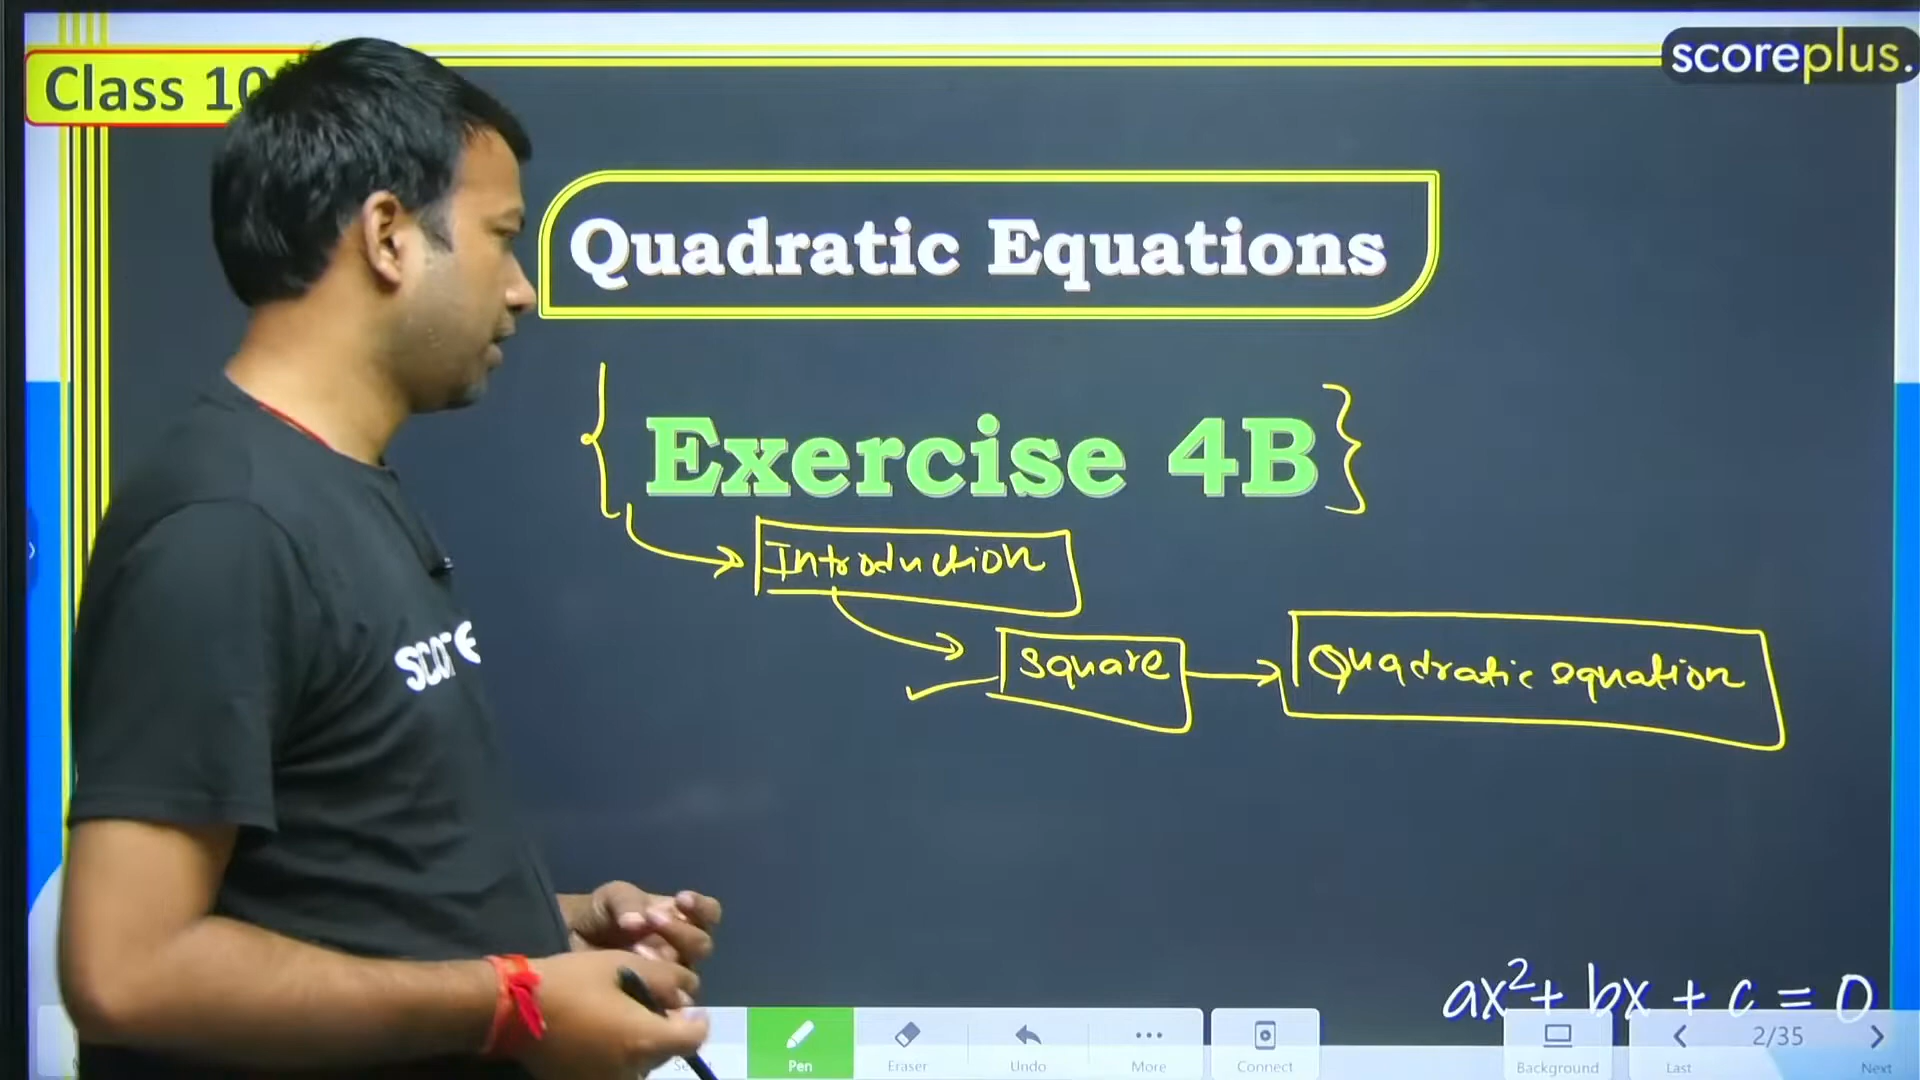 Class 10
scoreplus.
Quadratic Equations
{ Exercise 4B }
Introduction
square
Quadratic equation
score
ax²+ bx + c = 0
Pen
Eraser
Undo
More
Connect
Background
Last
2/35
Next